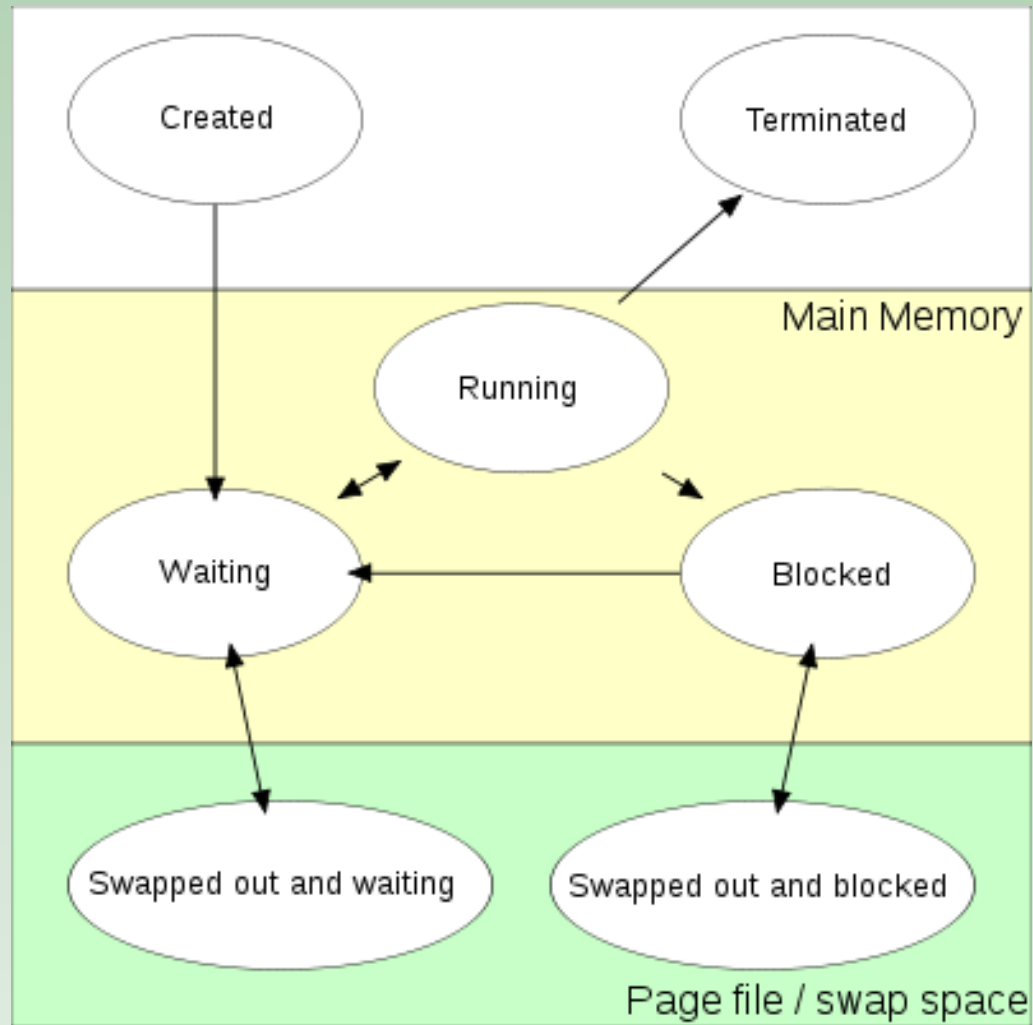 Created
Terminated
Main Memory
Running
Waiting
Blocked
Swapped out and waiting
Swapped out and blocked
Page file / swap space